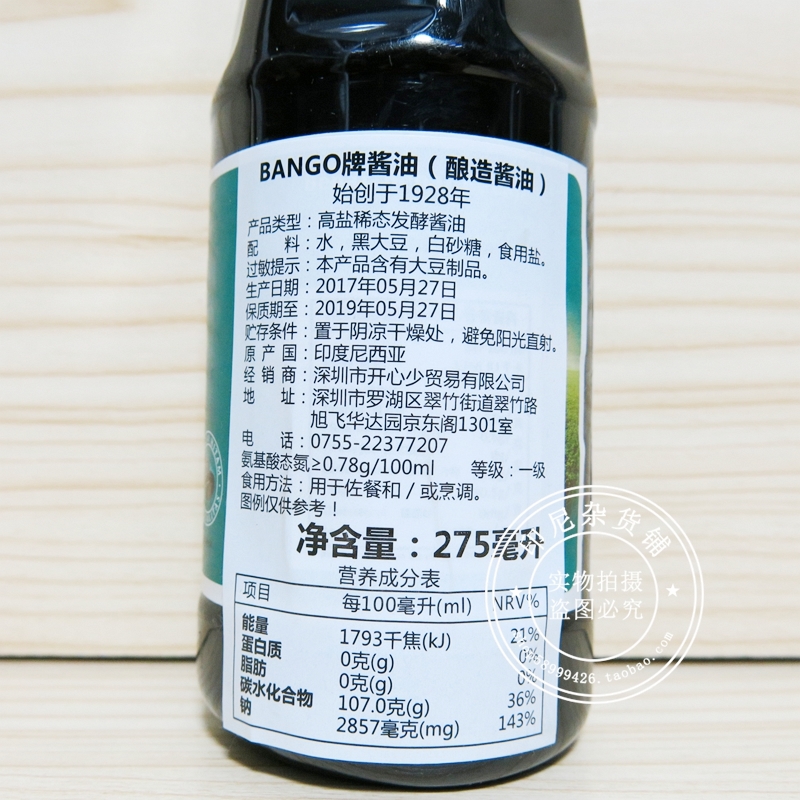 BANGO牌酱油（酿造酱油）
始创于1928年
产品类型：高盐稀态发酵酱油
配 料：水，黑大豆，白砂糖，食用盐。
过敏提示：本产品含有大豆制品。
生产日期：2017年05月27日
保质期至：2019年05月27日
贮存条件：置于阴凉干燥处，避免阳光直射。
原 产 国：印度尼西亚
经 销 商：深圳市开心少贸易有限公司
地 址：深圳市罗湖区翠竹街道翠竹路
旭飞华达园京东阁1301室
电 话：0755-22377207
氨基酸态氮≥0.78g/100ml 等级：一级
食用方法：用于佐餐和／或烹调。
图例仅供参考！
净含量：275毫升
营养成分表
项目 每100毫升(ml) NRV%
能量 1793千焦(kJ) 21%
蛋白质 0克(g) 0%
脂肪 0克(g) 0%
碳水化合物 107.0克(g) 36%
钠 2857毫克(mg) 143%
尼杂货铺
实物拍摄
盗图必究
9426.taobao.com